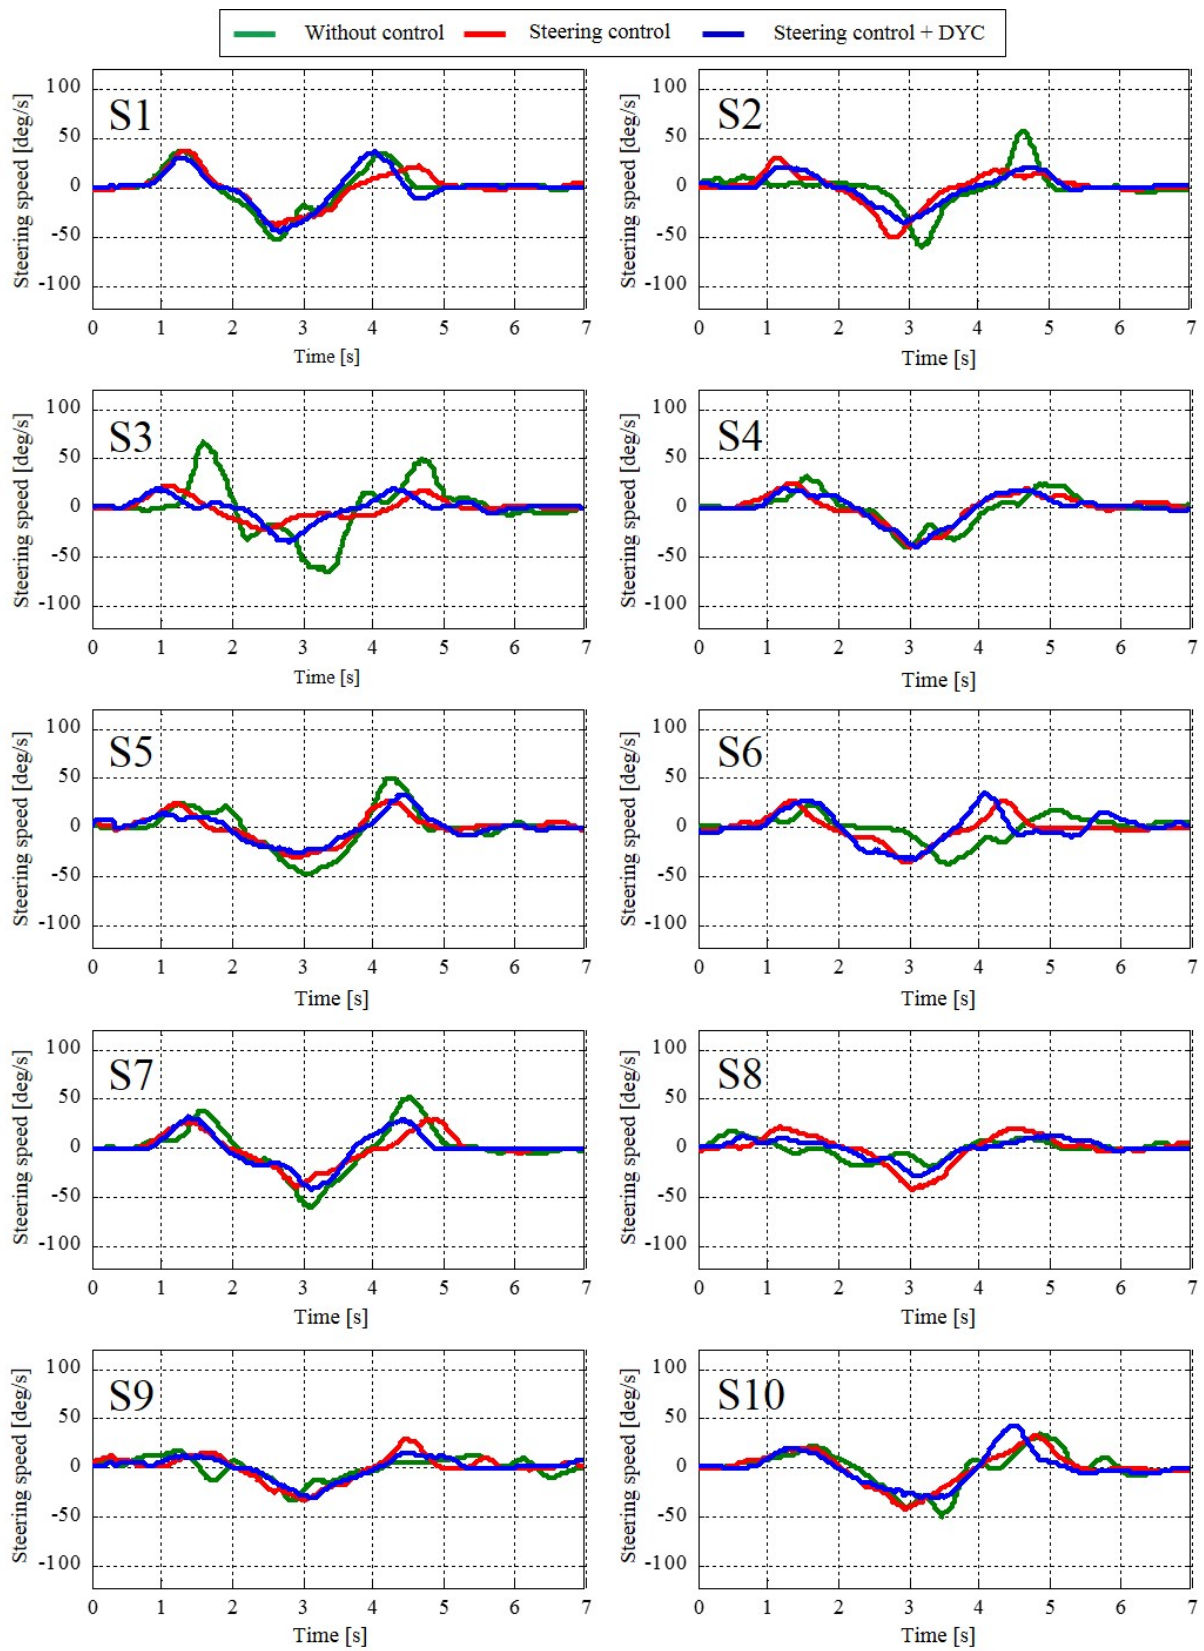 Without control Steering control Steering control + DYC
S1
Steering speed [deg/s]
100
50
0
-50
-100
0 1 2 3 4 5 6 7
Time [s]
S2
Steering speed [deg/s]
100
50
0
-50
-100
0 1 2 3 4 5 6 7
Time [s]
S3
Steering speed [deg/s]
100
50
0
-50
-100
0 1 2 3 4 5 6 7
Time [s]
S4
Steering speed [deg/s]
100
50
0
-50
-100
0 1 2 3 4 5 6 7
Time [s]
S5
Steering speed [deg/s]
100
50
0
-50
-100
0 1 2 3 4 5 6 7
Time [s]
S6
Steering speed [deg/s]
100
50
0
-50
-100
0 1 2 3 4 5 6 7
Time [s]
S7
Steering speed [deg/s]
100
50
0
-50
-100
0 1 2 3 4 5 6 7
Time [s]
S8
Steering speed [deg/s]
100
50
0
-50
-100
0 1 2 3 4 5 6 7
Time [s]
S9
Steering speed [deg/s]
100
50
0
-50
-100
0 1 2 3 4 5 6 7
Time [s]
S10
Steering speed [deg/s]
100
50
0
-50
-100
0 1 2 3 4 5 6 7
Time [s]